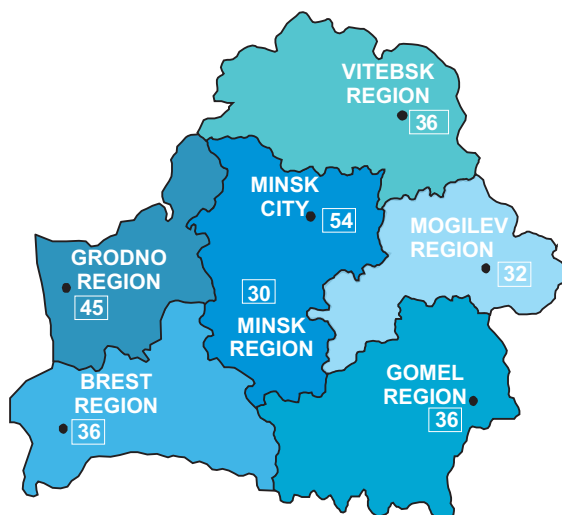 VITEBSK
REGION
36
MINSK
CITY
54
MOGILEV
REGION
32
GRODNO
REGION
45
30
MINSK
REGION
BREST
REGION
36
GOMEL
REGION
36